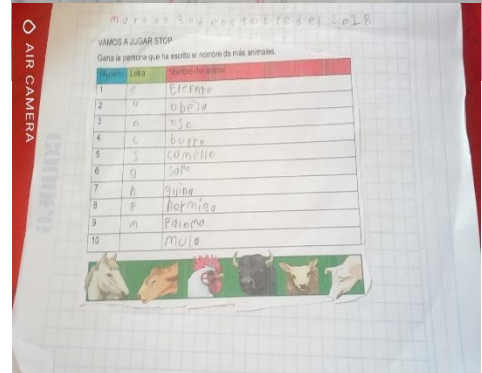 martes 30 de octubre del 2018
VAMOS A JUGAR STOP
Gana la persona que ha escrito el nombre de más animales.
Número Letra Nombre del animal
1 e Elefnte
2 a abeja
3 o oso
4 c burro
5 s camello
6 g Sapo
7 h guina
8 p hormiga
9 m Paloma
10 mula
AIR CAMERA